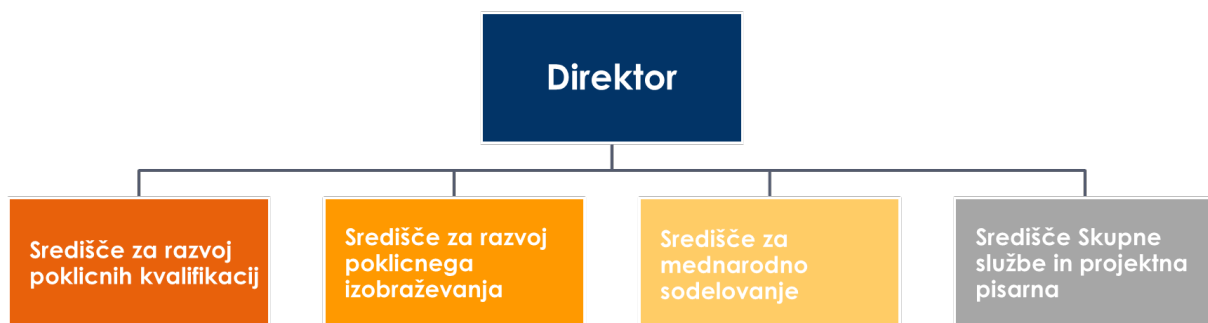 Direktor
Središče za razvoj
poklicnih kvalifikacij
Središče za razvoj
poklicnega
izobraževanja
Središče za
mednarodno
sodelovanje
Središče Skupne
službe in projektna
pisarna